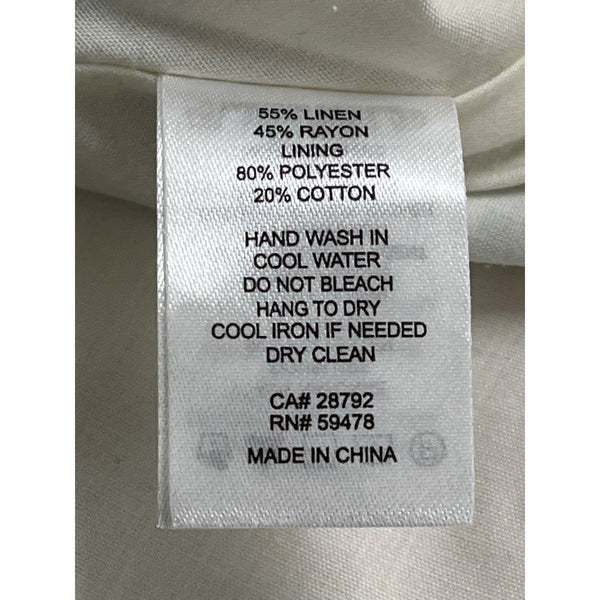 55% LINEN
45% RAYON
LINING
80% POLYESTER
20% COTTON
HAND WASH IN
COOL WATER
DO NOT BLEACH
HANG TO DRY
COOL IRON IF NEEDED
DRY CLEAN
CA# 28792
RN# 59478
MADE IN CHINA